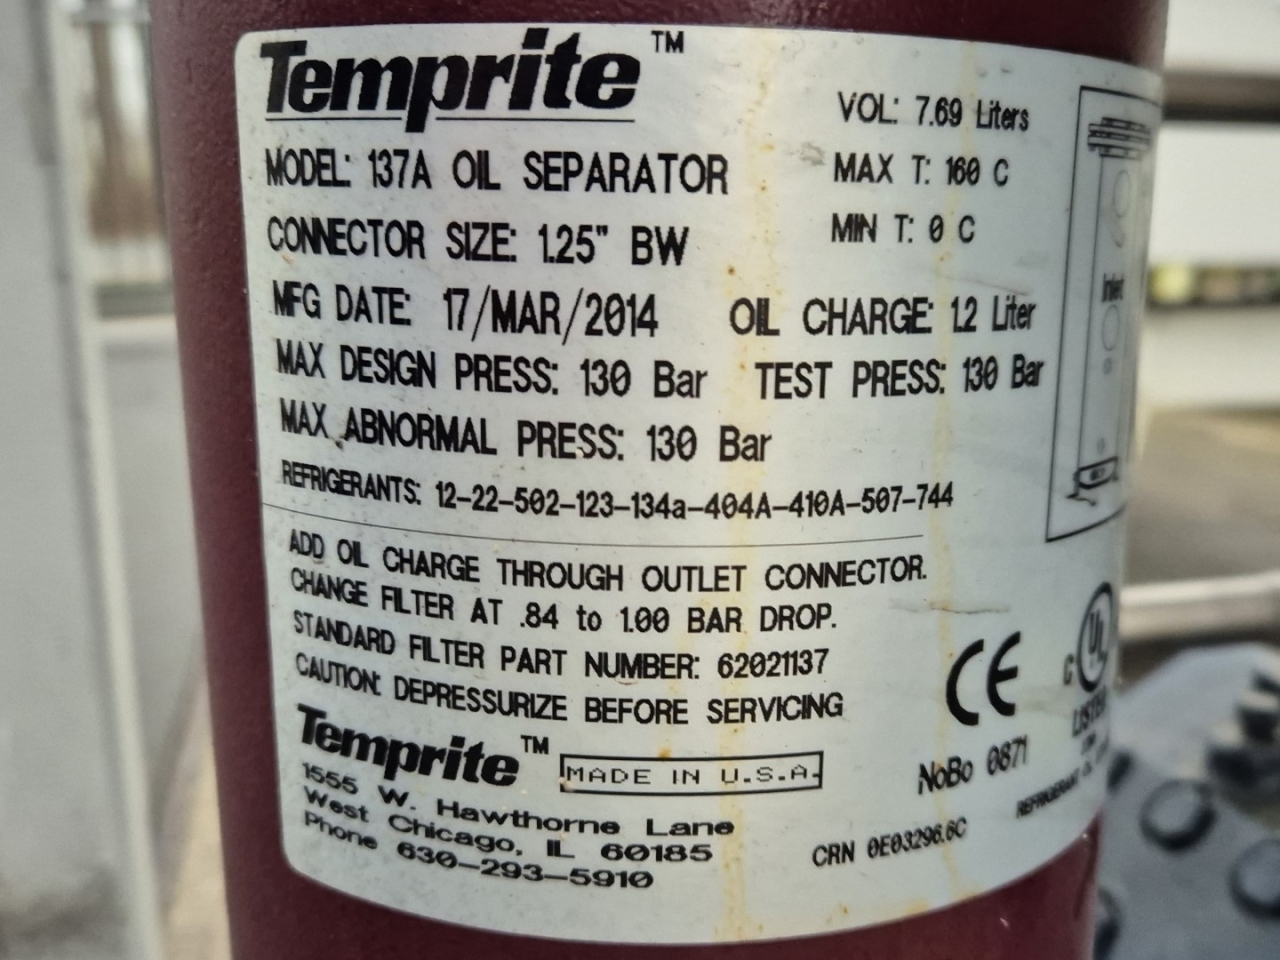 Temprite™
MODEL: 137A OIL SEPARATOR
CONNECTOR SIZE: 1.25" BW
MFG DATE: 17/MAR/2014
MAX DESIGN PRESS: 130 Bar
MAX ABNORMAL PRESS: 130 Bar
REFRIGERANTS: 12-22-502-123-134a-404A-410A-507-744
VOL: 7.69 Liters
MAX T: 160 C
MIN T: 0 C
OIL CHARGE: 1.2 Liter
TEST PRESS: 130 Bar
Inlet
ADD OIL CHARGE THROUGH OUTLET CONNECTOR.
CHANGE FILTER AT .84 to 1.00 BAR DROP.
STANDARD FILTER PART NUMBER: 62021137
CAUTION: DEPRESSURIZE BEFORE SERVICING
Temprite™
MADE IN U.S.A.
1555 W. Hawthorne Lane
West Chicago, IL 60185
Phone 630-293-5910
CE
NoBo 0871
CRN 0E03296.6C
C UL
REFRIGERANT